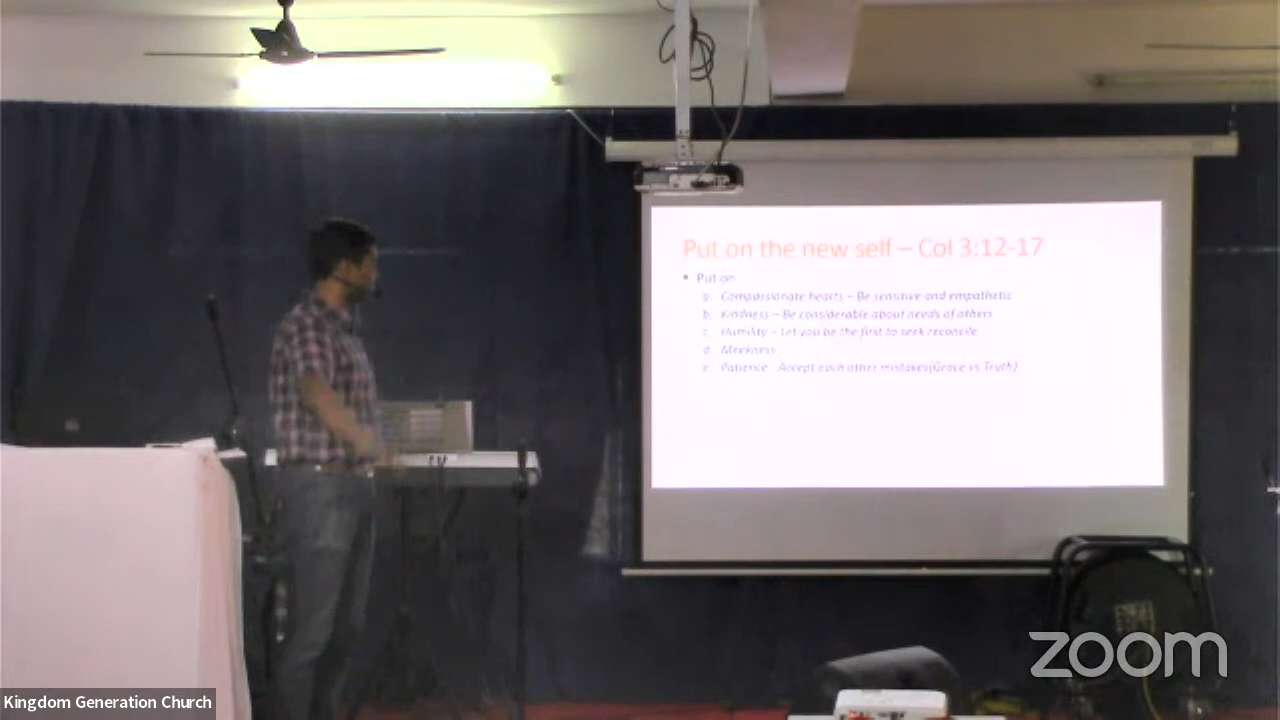 Put on the new self – Col 3:12-17
• Put on
a. Compassionate hearts – Be sensitive and empathetic
b. Kindness – Be considerable about needs of others
c. Humility – Let you be the first to seek reconcile
d. Meekness
e. Patience - Accept each other mistakes(Grace vs Truth)
zoom
Kingdom Generation Church